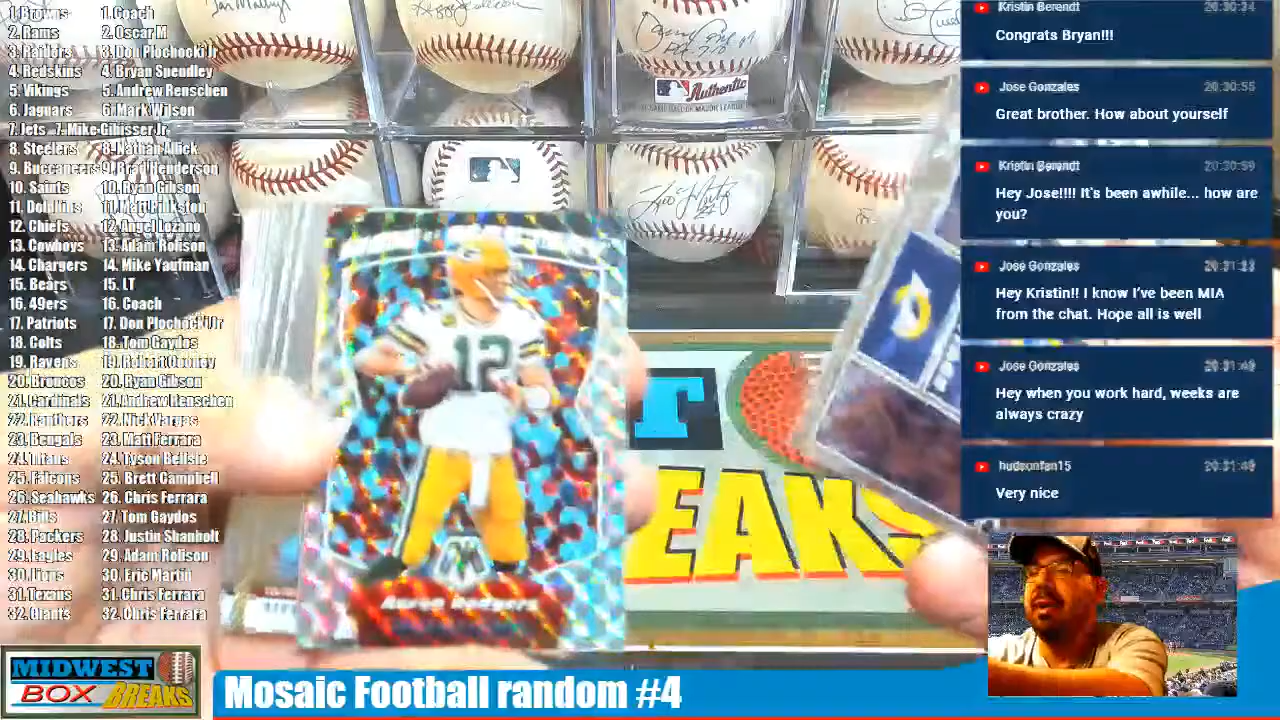 1. Browns 1. Coach
2. Rams 2. Oscar M
3. Raiders 3. Don Plochocki Jr
4. Redskins 4. Bryan Spendley
5. Vikings 5. Andrew Renschen
6. Jaguars 6. Mark Wilson
7. Jets 7. Mike Jr
8. Steelers 8. Nathan
9. Buccaneers 9. Henderson
10. Saints 10. Ryan Gibson
11. Dolphins 11. Matt
12. Chiefs 12. Angel Lozano
13. Cowboys 13. Adam Rolison
14. Chargers 14. Mike Yaufman
15. Bears 15. LT
16. 49ers 16. Coach
17. Patriots 17. Don Plochocki Jr
18. Colts 18. Tom Gaydos
19. Ravens 19. Robert
20. Broncos 20. Ryan Gibson
21. Cardinals 21. Andrew Renschen
22. Panthers 22. Nick Vargas
23. Bengals 23. Matt Ferrara
24. Titans 24. Tyson Belisle
25. Falcons 25. Brett Campbell
26. Seahawks 26. Chris Ferrara
27. Bills 27. Tom Gaydos
28. Packers 28. Justin Shanholt
29. Eagles 29. Adam Rolison
30. Lions 30. Eric Martin
31. Texans 31. Chris Ferrara
32. Giants 32. Chris Ferrara
Authentic
12
Aaron Rodgers
EAKS
Kristin Berendt 20:30:34
Congrats Bryan!!!
Jose Gonzales 20:30:55
Great brother. How about yourself
Kristin Berendt 20:30:59
Hey Jose!!!! It's been awhile... how are
you?
Jose Gonzales 20:31:23
Hey Kristin!! I know I've been MIA
from the chat. Hope all is well
Jose Gonzales 20:31:49
Hey when you work hard, weeks are
always crazy
hudsonfan15 20:31:49
Very nice
MIDWEST
BOX BREAKS
Mosaic Football random #4